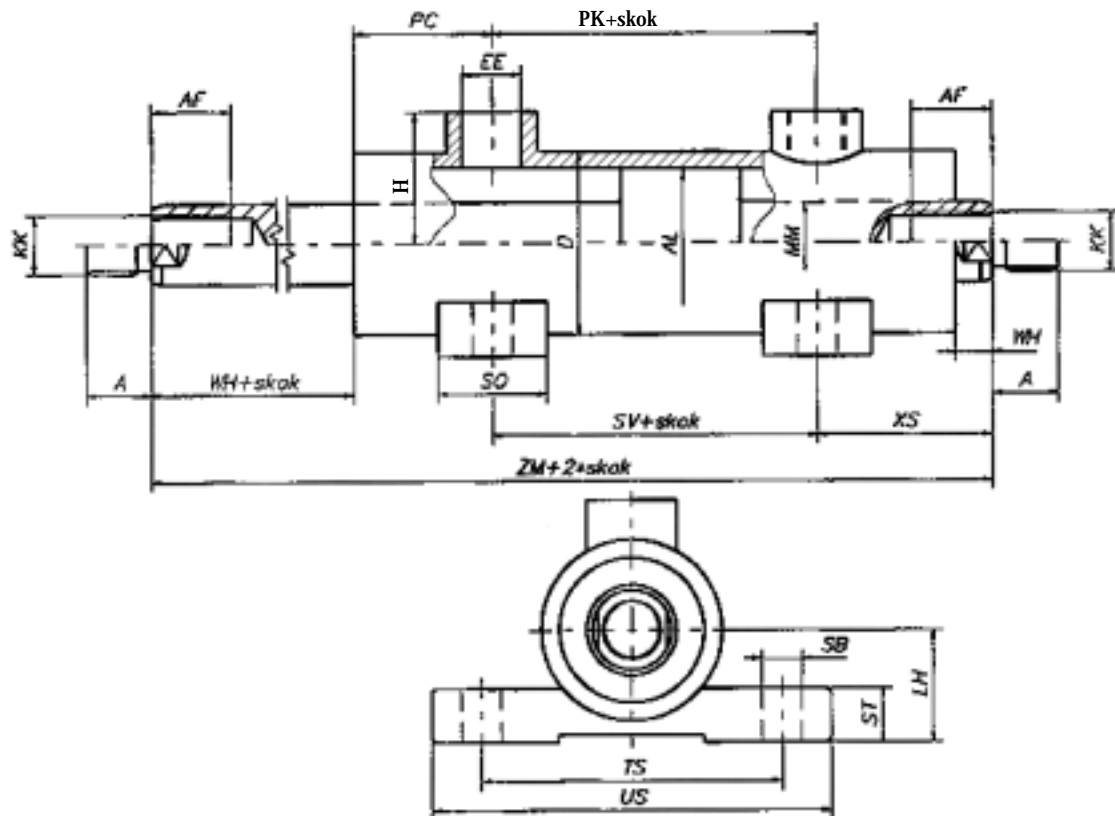 PC
PK+skok
EE
AF
AF
H
KK
D
AL
MM
KK
WH
A
WH+skok
SO
A
SV+skok
XS
ZM+2*skok
SB
LH
ST
TS
US